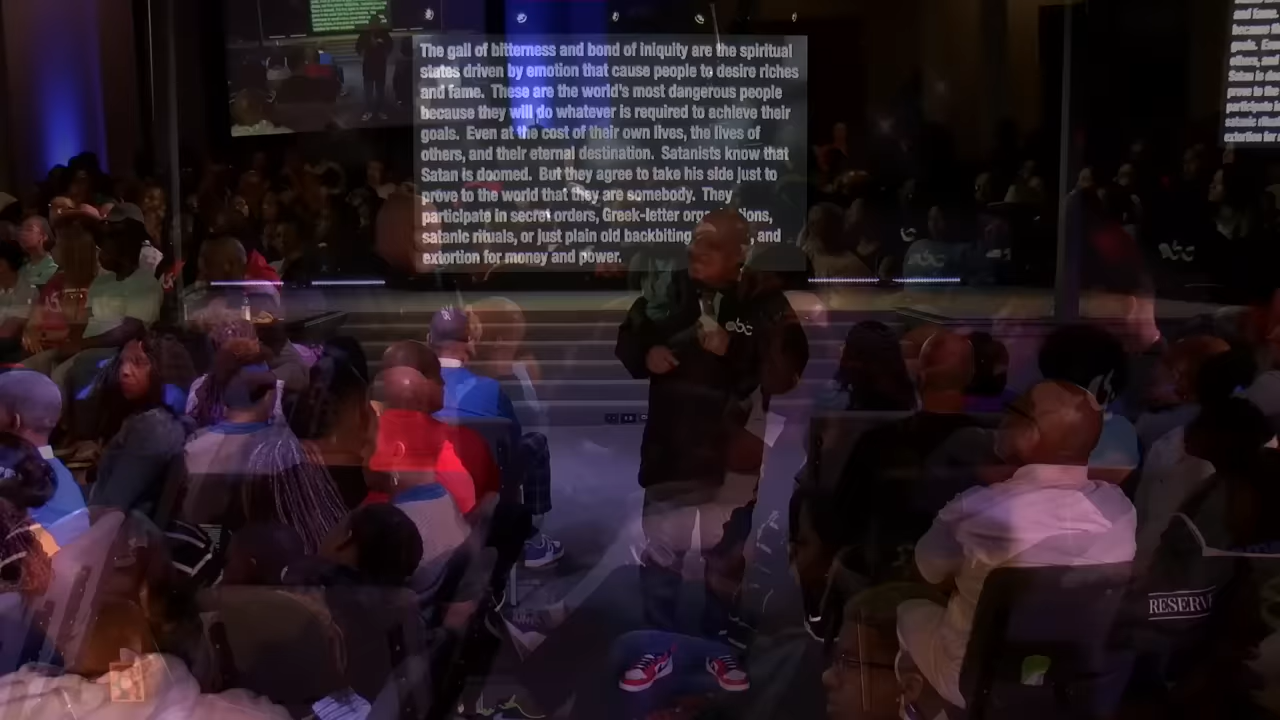 The gall of bitterness and bond of iniquity are the spiritual
states driven by emotion that cause people to desire riches
and fame. These are the world's most dangerous people
because they will do whatever is required to achieve their
goals. Even at the cost of their own lives, the lives of
others, and their eternal destination. Satanists know that
Satan is doomed. But they agree to take his side just to
prove to the world that they are somebody. They
participate in secret orders, Greek-letter
satanic rituals, or just plain old backbiting and
extortion for money and power.
abc
abc
abc
RESERVE